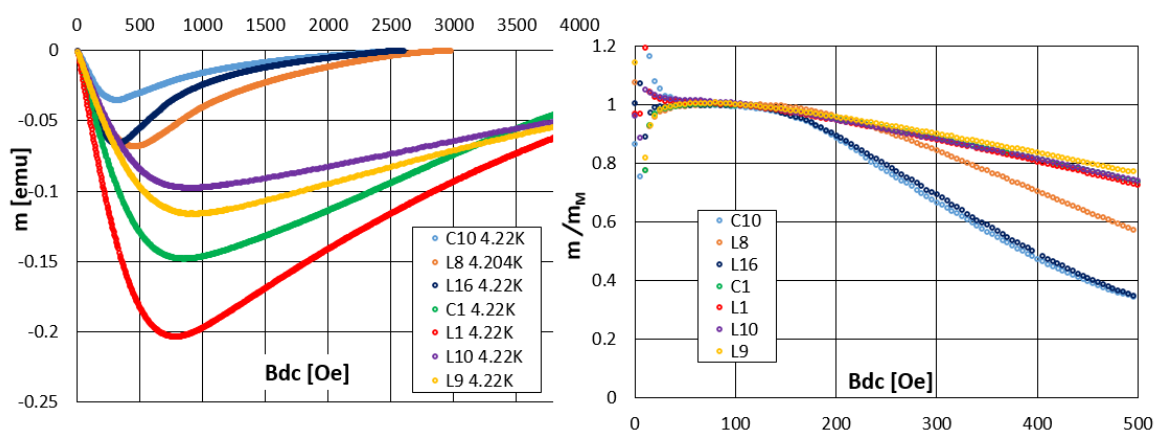 0 500 1000 1500 2000 2500 3000 3500 4000
0
-0.05
-0.1
-0.15
-0.2
-0.25
m [emu]
Bdc [Oe]
C10 4.22K
L8 4.204K
L16 4.22K
C1 4.22K
L1 4.22K
L10 4.22K
L9 4.22K
1.2
1
0.8
0.6
0.4
0.2
0
m /mM
C10
L8
L16
C1
L1
L10
L9
Bdc [Oe]
0 100 200 300 400 500